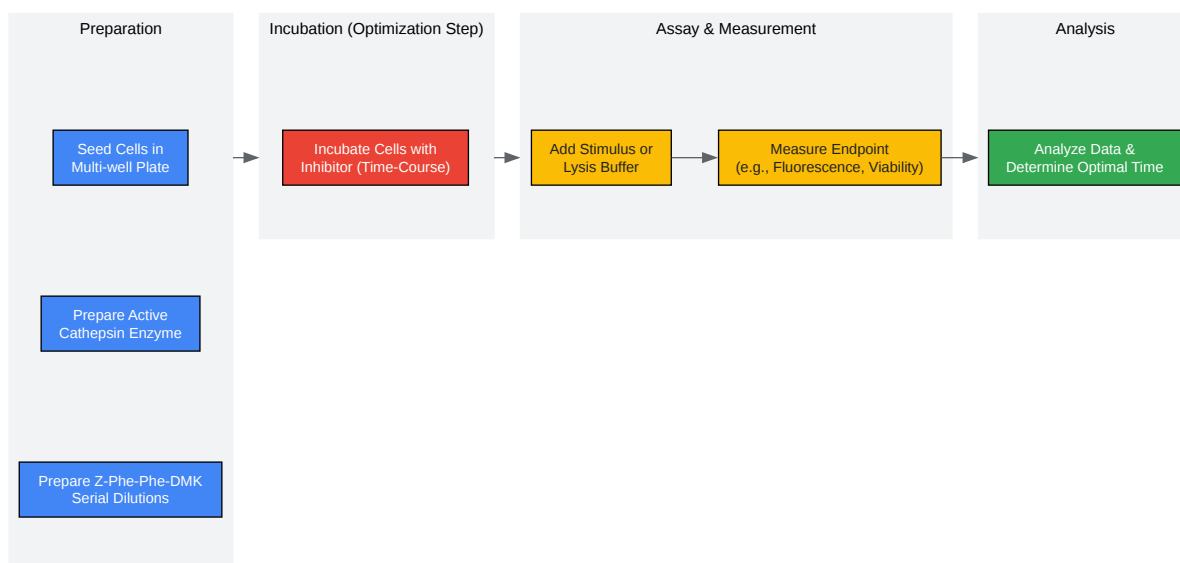 Preparation
Seed Cells in
Multi-well Plate
Prepare Active
Cathepsin Enzyme
Prepare Z-Phe-Phe-DMK
Serial Dilutions
Incubation (Optimization Step)
Incubate Cells with
Inhibitor (Time-Course)
Assay & Measurement
Add Stimulus or
Lysis Buffer
Measure Endpoint
(e.g., Fluorescence, Viability)
Analysis
Analyze Data &
Determine Optimal Time